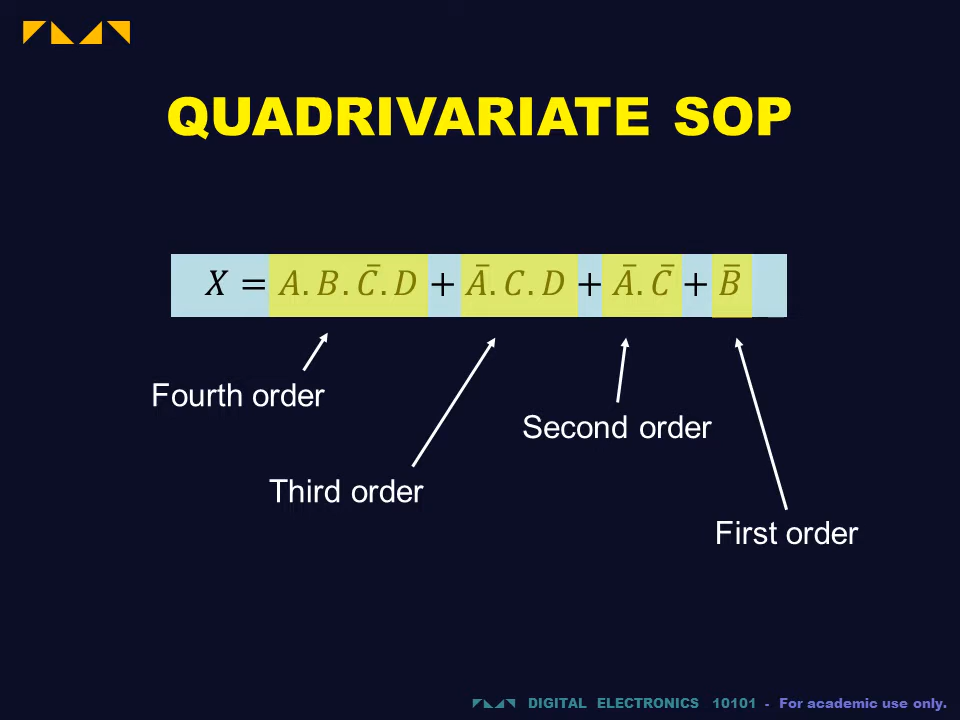 QUADRIVARIATE SOP
𝑋 = 𝐴.𝐵.𝐶̅.𝐷 + 𝐴̅.𝐶.𝐷 + 𝐴̅.𝐶̅ + 𝐵̅
Fourth order
Second order
Third order
First order
DIGITAL ELECTRONICS 10101 - For academic use only.